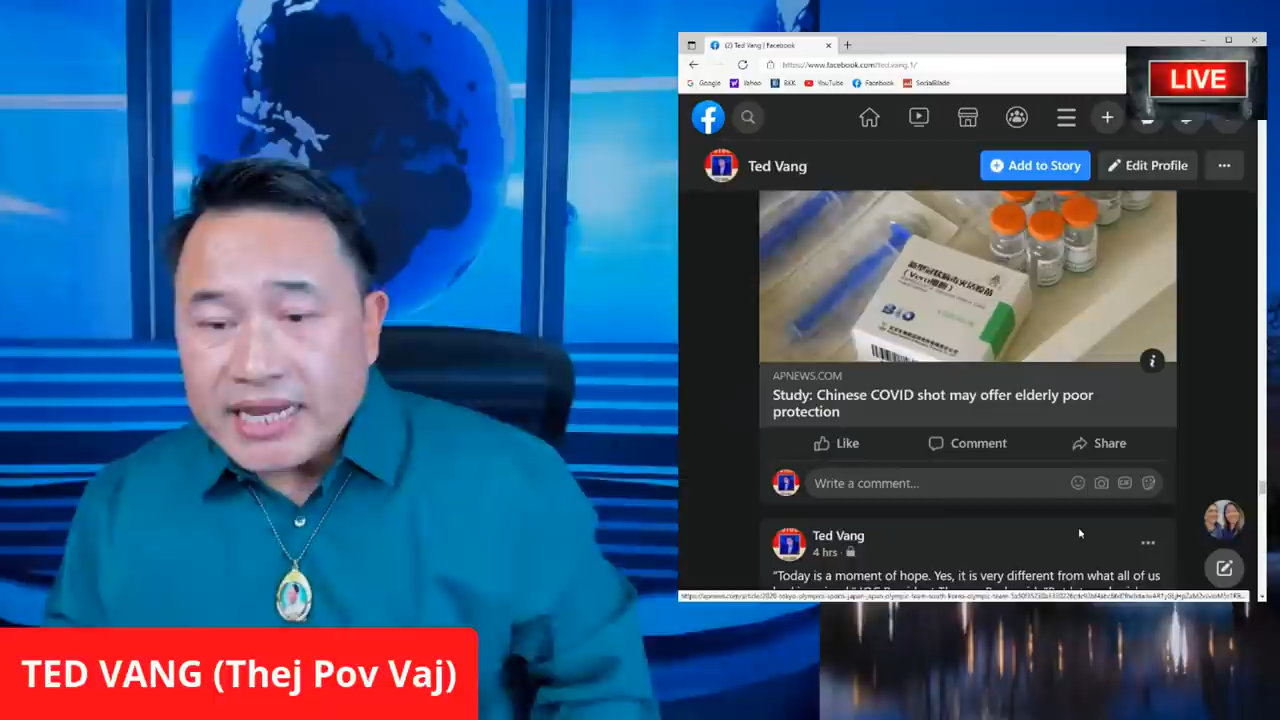 (2) Ted Vang | Facebook
https://www.facebook.com/ted.vang.1/
Google
Yahoo
YouTube
Facebook
SocialBlade
LIVE
Ted Vang
Add to Story
Edit Profile
BIO
APNEWS.COM
Study: Chinese COVID shot may offer elderly poor
protection
Like
Comment
Share
Write a comment...
Ted Vang
4 hrs
"Today is a moment of hope. Yes, it is very different from what all of us
TED VANG (Thej Pov Vaj)